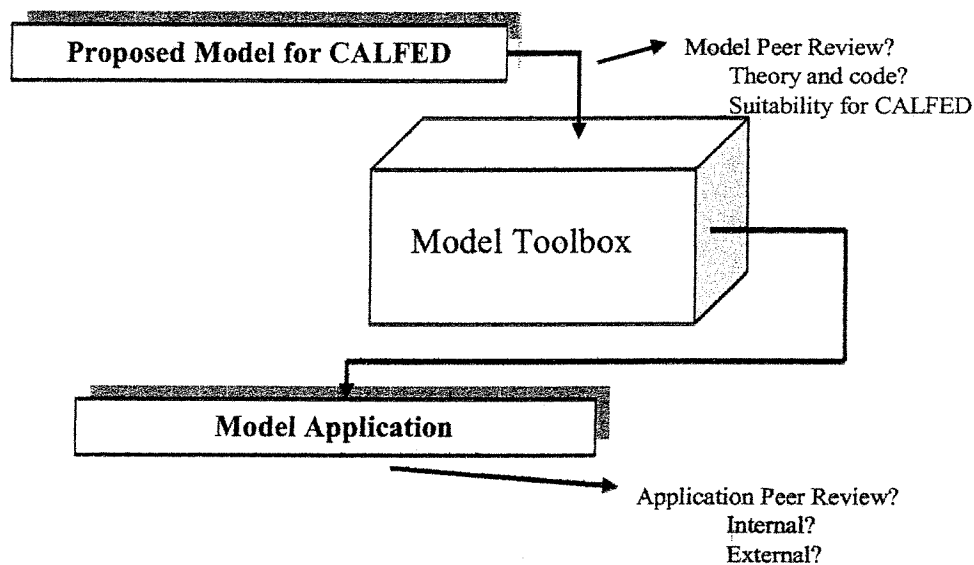 Proposed Model for CALFED
Model Peer Review?
Theory and code?
Suitability for CALFED
Model Toolbox
Model Application
Application Peer Review?
Internal?
External?